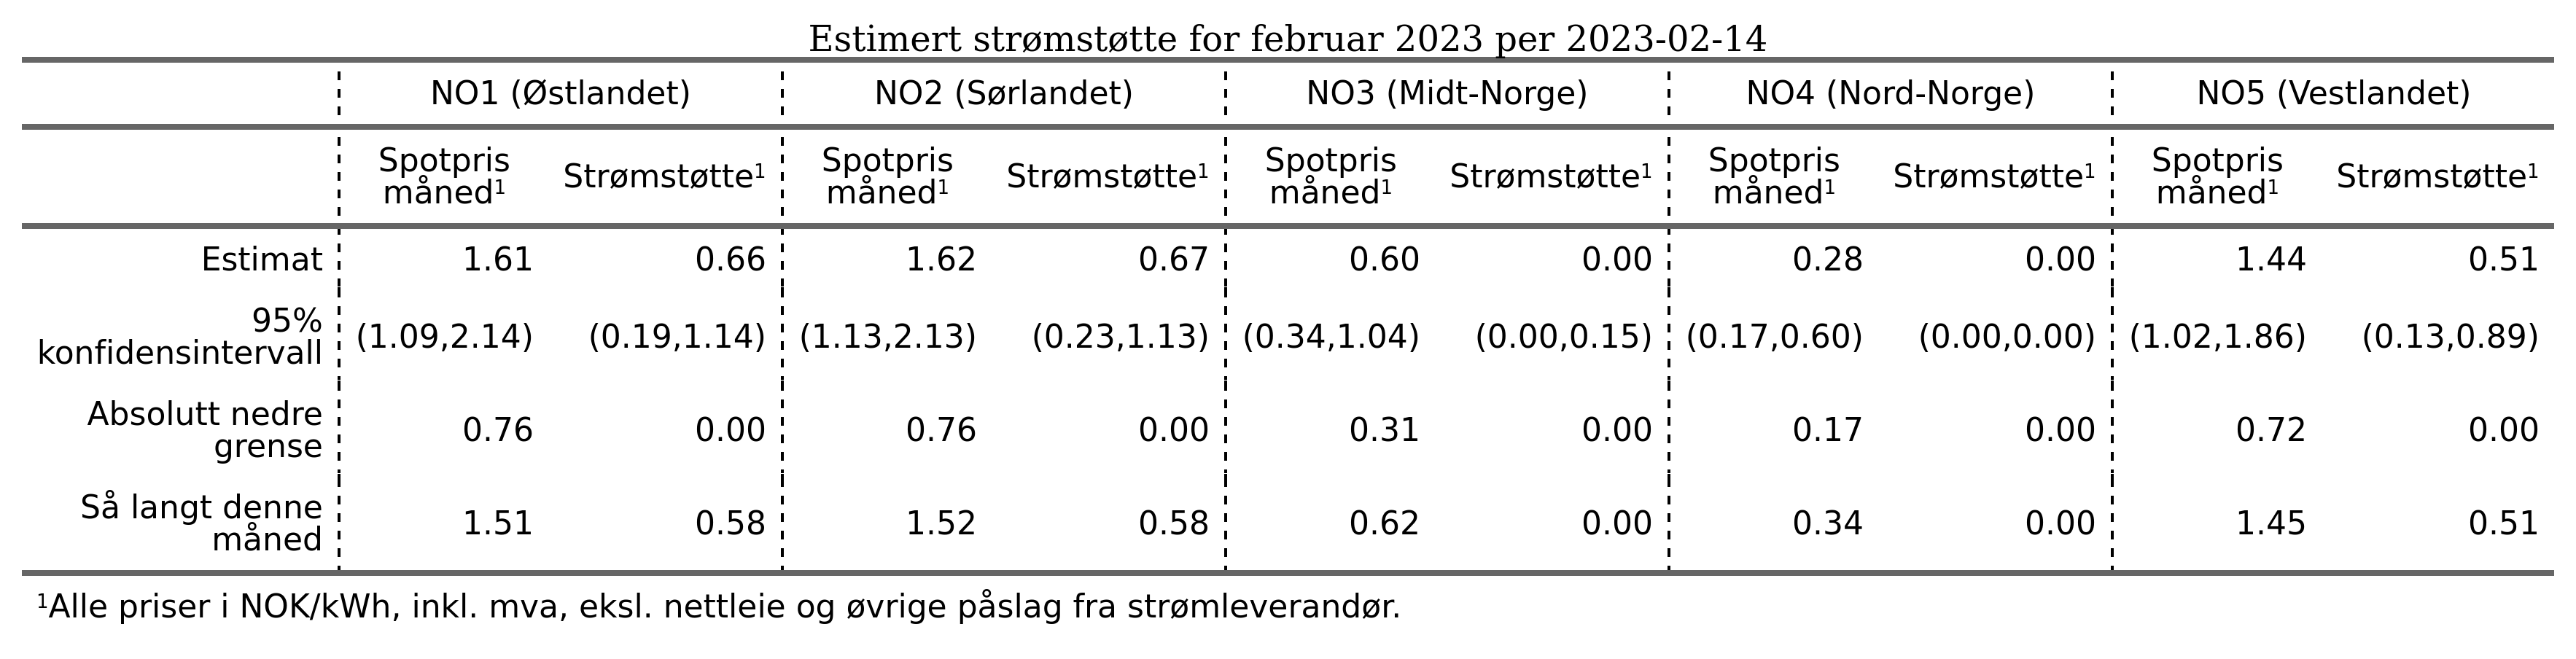 Estimert strømstøtte for februar 2023 per 2023-02-14
NO1 (Østlandet) NO2 (Sørlandet) NO3 (Midt-Norge) NO4 (Nord-Norge) NO5 (Vestlandet)
Spotpris måned¹ Strømstøtte¹ Spotpris måned¹ Strømstøtte¹ Spotpris måned¹ Strømstøtte¹ Spotpris måned¹ Strømstøtte¹ Spotpris måned¹ Strømstøtte¹
Estimat 1.61 0.66 1.62 0.67 0.60 0.00 0.28 0.00 1.44 0.51
95% konfidensintervall (1.09,2.14) (0.19,1.14) (1.13,2.13) (0.23,1.13) (0.34,1.04) (0.00,0.15) (0.17,0.60) (0.00,0.00) (1.02,1.86) (0.13,0.89)
Absolutt nedre grense 0.76 0.00 0.76 0.00 0.31 0.00 0.17 0.00 0.72 0.00
Så langt denne måned 1.51 0.58 1.52 0.58 0.62 0.00 0.34 0.00 1.45 0.51
¹Alle priser i NOK/kWh, inkl. mva, eksl. nettleie og øvrige påslag fra strømleverandør.